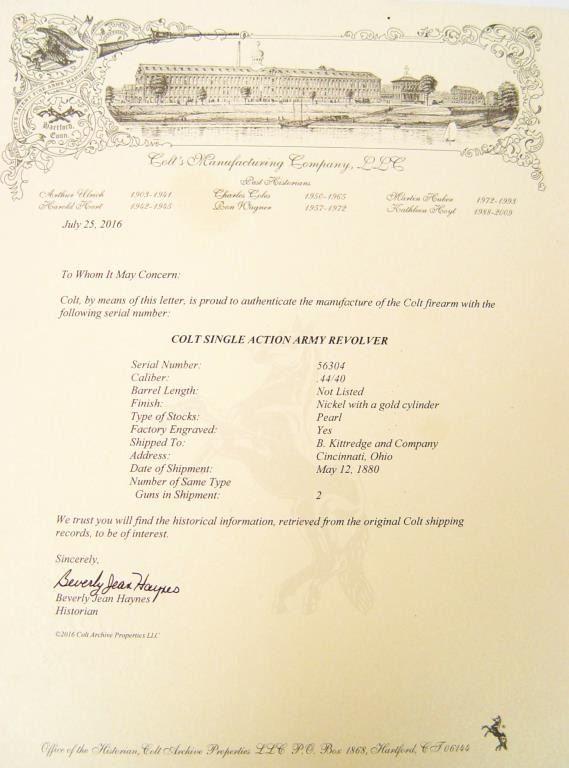 Hartford,
Conn.
Colt's Manufacturing Company, LLC
Past Historians
Arthur Ulrich 1903-1941 Charles Coles 1950-1965 Martin Huber 1972-1993
Harold Hart 1942-1945 Ron Wagner 1957-1972 Kathleen Hoyt 1988-2009
July 25, 2016
To Whom It May Concern:
Colt, by means of this letter, is proud to authenticate the manufacture of the Colt firearm with the
following serial number:
COLT SINGLE ACTION ARMY REVOLVER
Serial Number: 56304
Caliber: .44/40
Barrel Length: Not Listed
Finish: Nickel with a gold cylinder
Type of Stocks: Pearl
Factory Engraved: Yes
Shipped To: B. Kittredge and Company
Address: Cincinnati, Ohio
Date of Shipment: May 12, 1880
Number of Same Type
Guns in Shipment: 2
We trust you will find the historical information, retrieved from the original Colt shipping
records, to be of interest.
Sincerely,
Beverly Jean Haynes
Beverly Jean Haynes
Historian
©2016 Colt Archive Properties LLC
Office of the Historian, Colt Archive Properties LLC P.O. Box 1868, Hartford, CT 06144